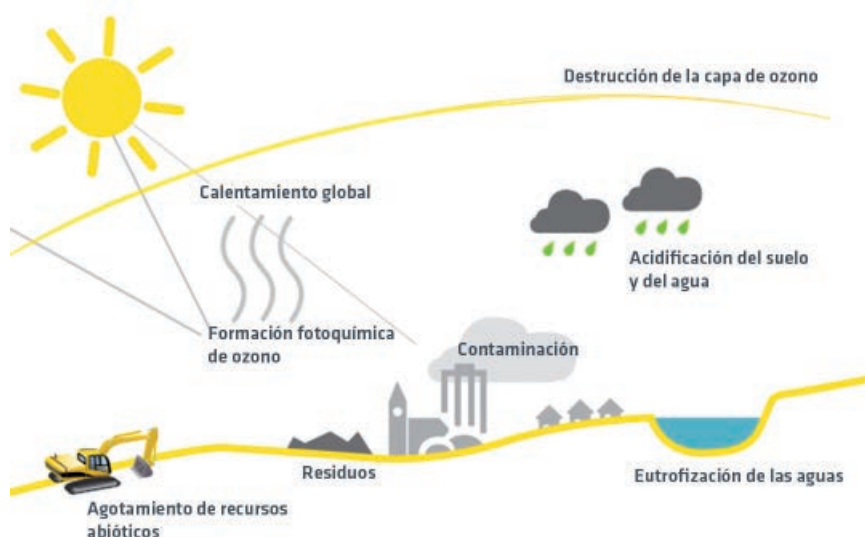 Destrucción de la capa de ozono
Calentamiento global
Acidificación del suelo
y del agua
Formación fotoquímica
de ozono
Contaminación
Residuos
Eutrofización de las aguas
Agotamiento de recursos
abióticos